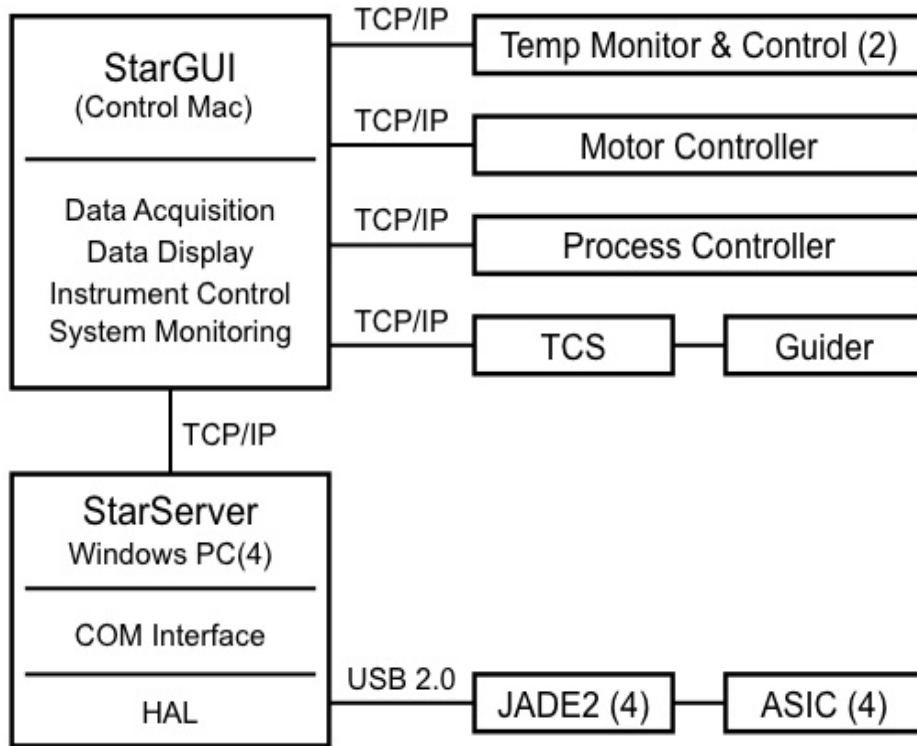 TCP/IP
Temp Monitor & Control (2)
StarGUI
(Control Mac)
TCP/IP
Motor Controller
Data Acquisition
Data Display
Instrument Control
System Monitoring
TCP/IP
Process Controller
TCP/IP
TCS
Guider
TCP/IP
StarServer
Windows PC(4)
COM Interface
HAL
USB 2.0
JADE2 (4)
ASIC (4)